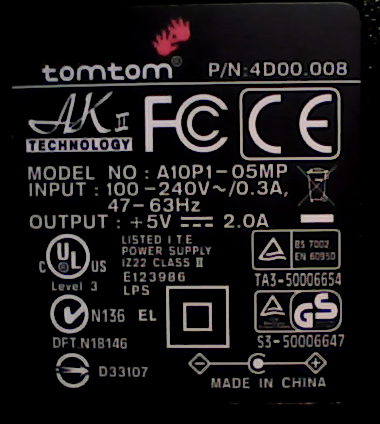 tomtom® P/N:4D00.008
AK II
TECHNOLOGY
FC CE
MODEL NO : A10P1-05MP
INPUT : 100-240V~/0.3A,
47-63Hz
OUTPUT : +5V ⎓ 2.0A
c UL US
Level 3
LISTED I.T.E
POWER SUPPLY
IZ22 CLASS II
E123986
LPS
BS 7002
EN 60950
TA3-50006654
N136 EL
DFT.N18146
GS
S3-50006647
D33107
- C +
MADE IN CHINA